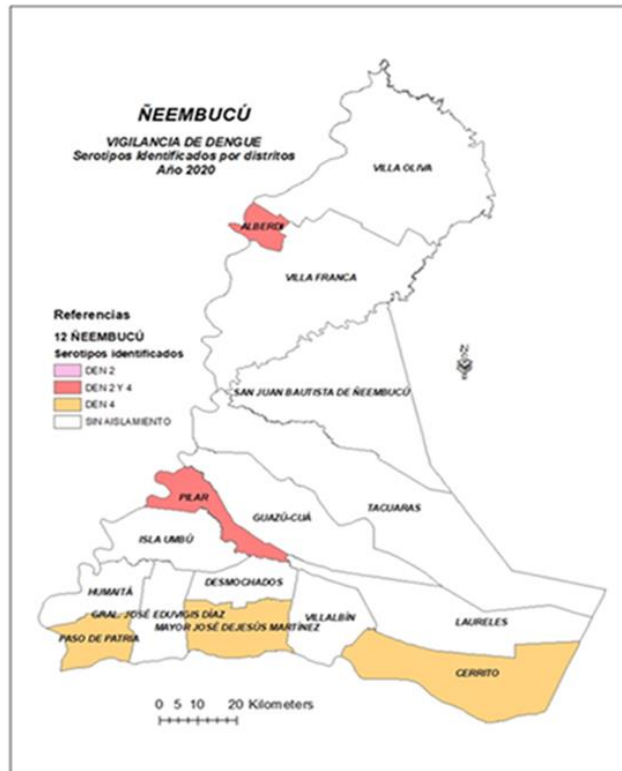 ÑEEMBUCÚ
VIGILANCIA DE DENGUE
Serotipos Identificados por distritos
Año 2020
VILLA OLIVA
ALBERDI
VILLA FRANCA
Referencias
12 ÑEEMBUCÚ
Serotipos identificados
DEN 2
DEN 2 Y 4
DEN 4
SIN AISLAMIENTO
SAN JUAN BAUTISTA DE ÑEEMBUCÚ
PILAR
GUAZÚ-CUÁ
TACUARAS
ISLA UMBÚ
DESMOCHADOS
HUMAITÁ
GRAL. JOSÉ EDUVIGIS DÍAZ
VILLALBÍN
LAURELES
PASO DE PATRIA
MAYOR JOSÉ DEJESÚS MARTÍNEZ
CERRITO
0 5 10 20 Kilometers